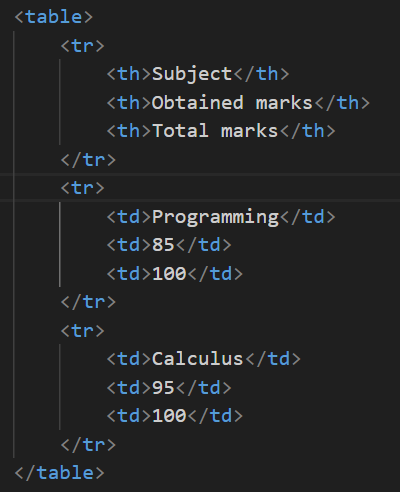 <table>
<tr>
<th>Subject</th>
<th>Obtained marks</th>
<th>Total marks</th>
</tr>
<tr>
<td>Programming</td>
<td>85</td>
<td>100</td>
</tr>
<tr>
<td>Calculus</td>
<td>95</td>
<td>100</td>
</tr>
</table>